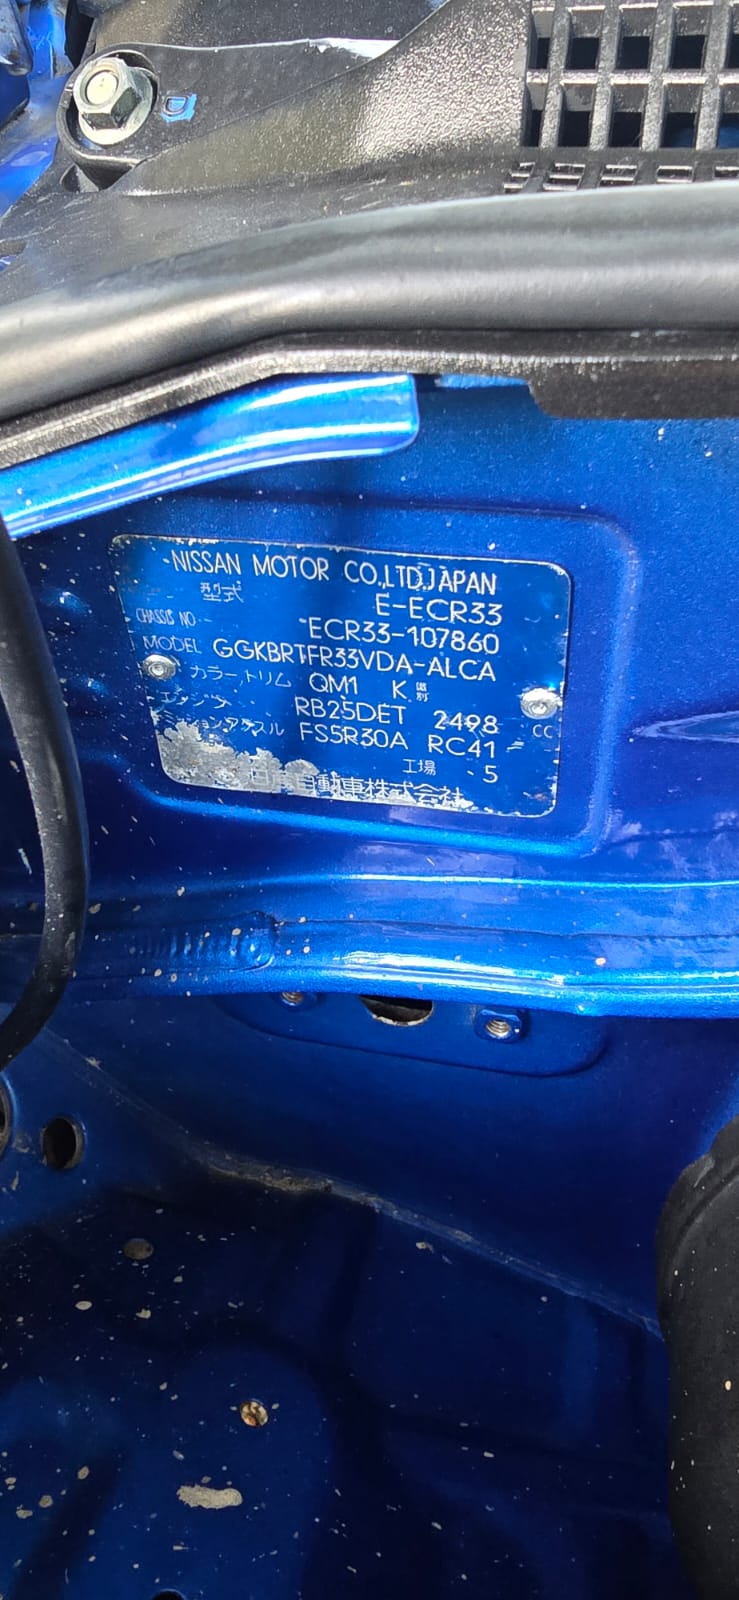 NISSAN MOTOR CO.,LTD.JAPAN
型式 E-ECR33
CHASSIS NO ECR33-107860
MODEL GGKBRTFR33VDA-ALCA
カラー トリム QM1 K 識別
エンジン RB25DET 2498 CC
ミッション アクスル FS5R30A RC41
工場 5
日産自動車株式会社